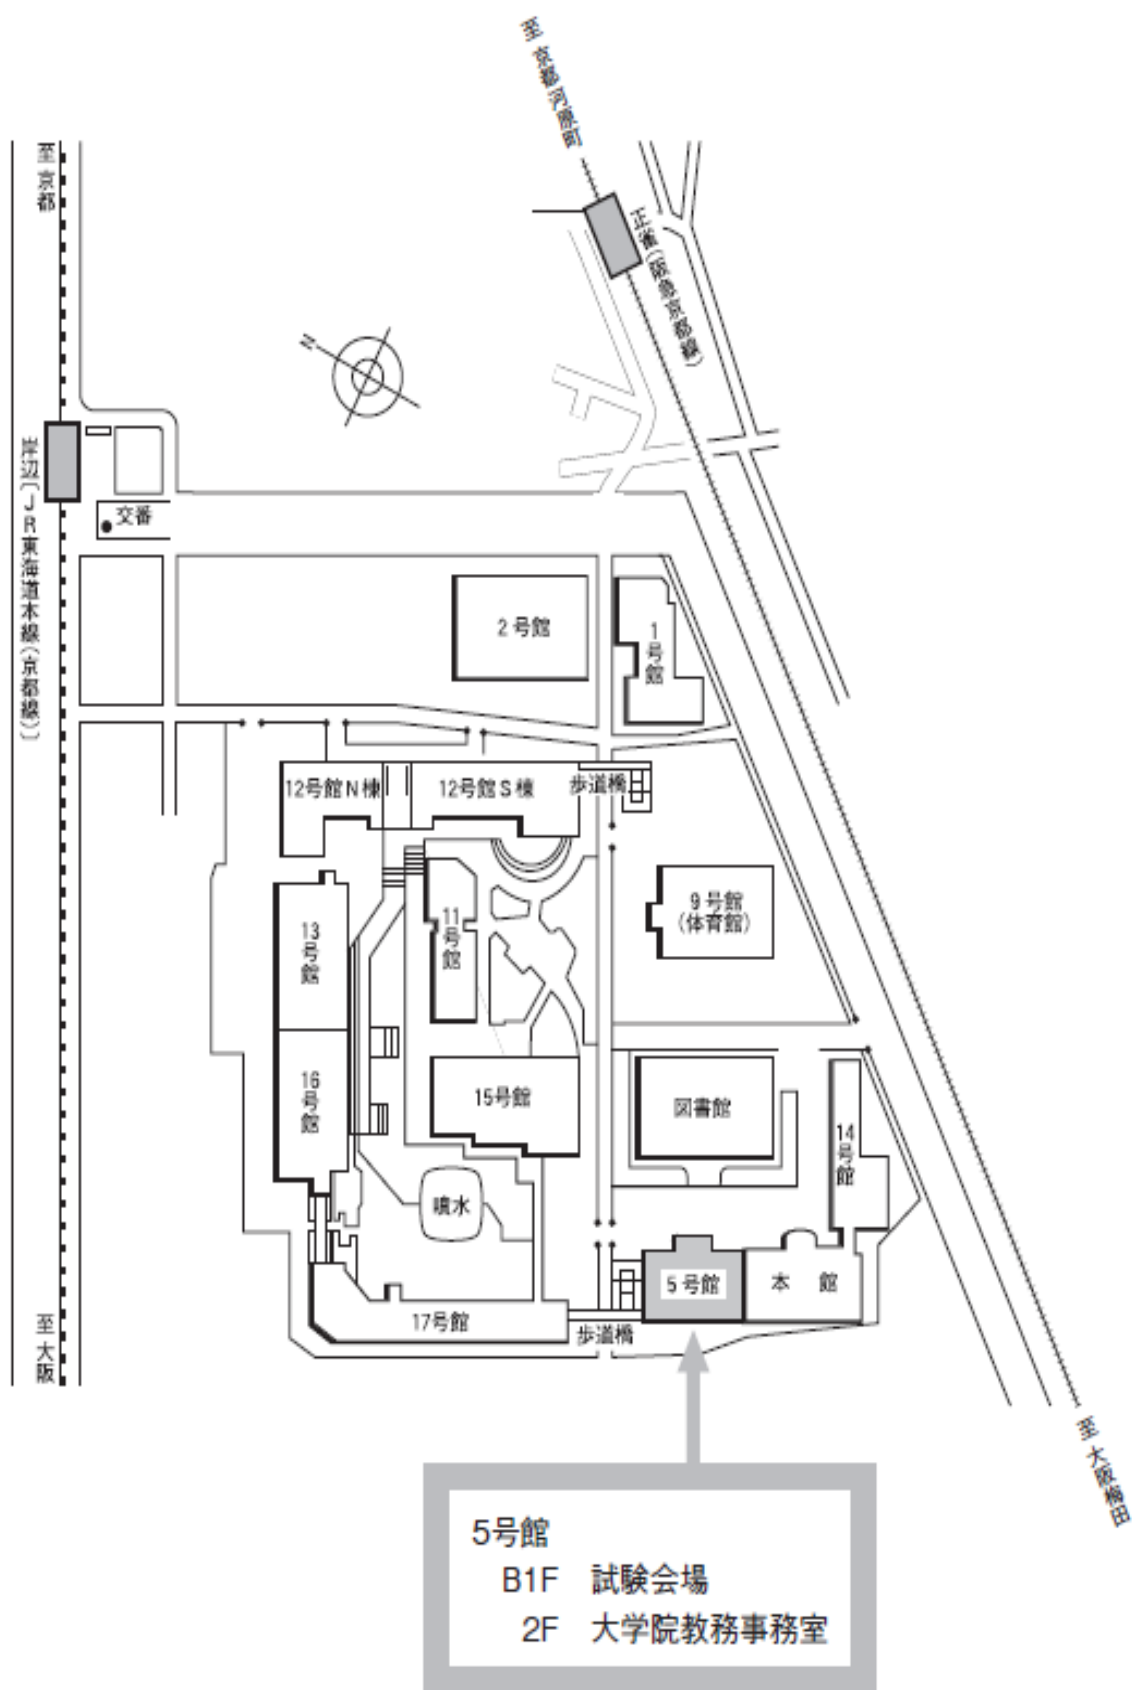 至 京都河原町
至 京都
正雀(阪急京都線)
N
岸辺〔JR東海道本線(京都線)〕
交番
2号館
1号館
12号館N棟
12号館S棟
歩道橋
9号館
(体育館)
11号館
13号館
16号館
15号館
図書館
14号館
噴水
5号館
本 館
17号館
歩道橋
至 大阪
至 大阪梅田
5号館
B1F 試験会場
2F 大学院教務事務室